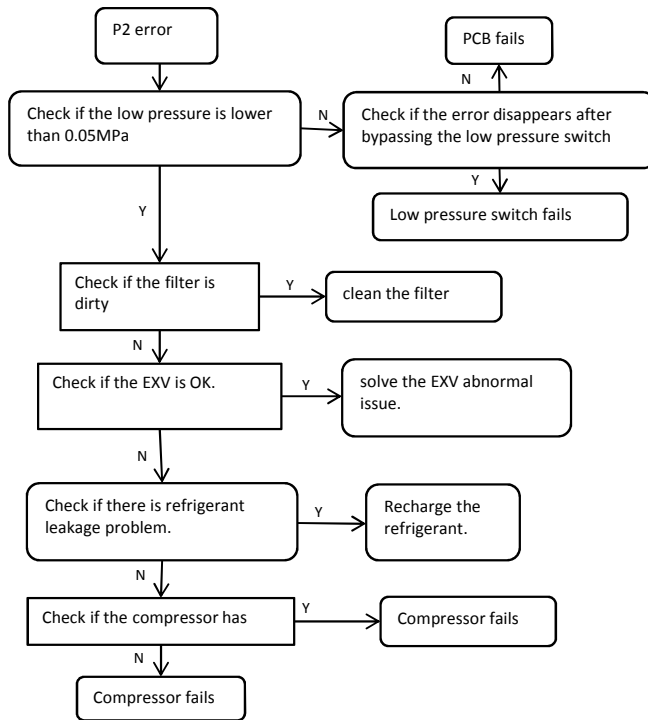 P2 error
PCB fails
N
Check if the low pressure is lower
than 0.05MPa
N
Check if the error disappears after
bypassing the low pressure switch
Y
Y
Low pressure switch fails
Check if the filter is
dirty
Y
clean the filter
N
Check if the EXV is OK.
Y
solve the EXV abnormal
issue.
N
Check if there is refrigerant
leakage problem.
Y
Recharge the
refrigerant.
N
Check if the compressor has
Y
Compressor fails
N
Compressor fails